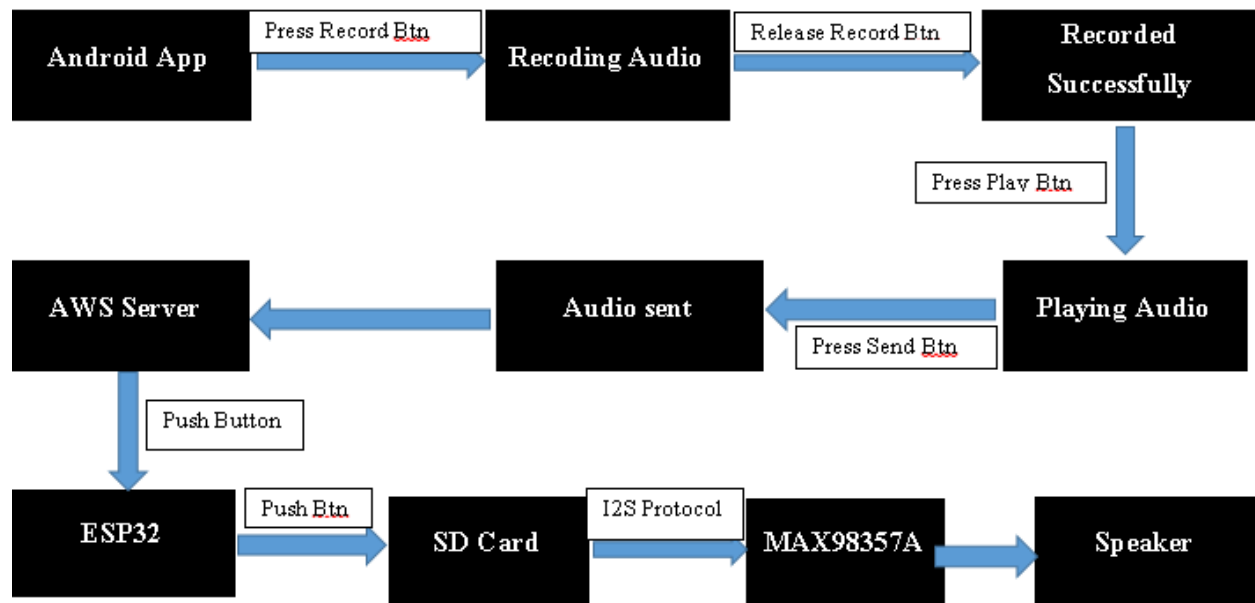 Android App
Press Record Btn
Recoding Audio
Release Record Btn
Recorded
Successfully
Press Play Btn
AWS Server
Audio sent
Press Send Btn
Playing Audio
Push Button
ESP32
Push Btn
SD Card
I2S Protocol
MAX98357A
Speaker